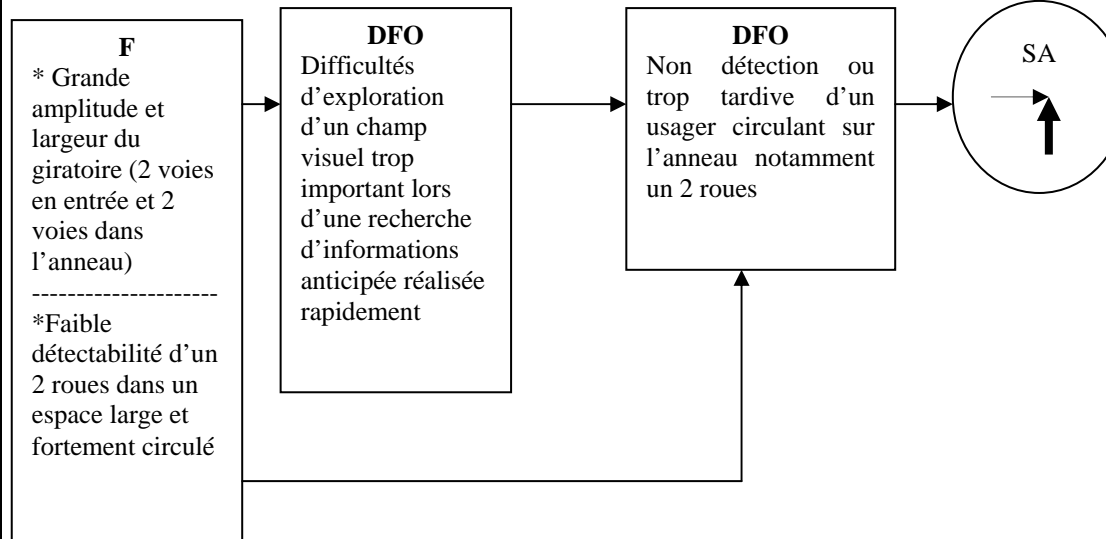 F
* Grande
amplitude et
largeur du
giratoire (2 voies
en entrée et 2
voies dans
l’anneau)
----------------------
*Faible
détectabilité d’un
2 roues dans un
espace large et
fortement circulé
DFO
Difficultés
d’exploration
d’un champ
visuel trop
important lors
d’une recherche
d’informations
anticipée réalisée
rapidement
DFO
Non détection ou
trop tardive d’un
usager circulant sur
l’anneau notamment
un 2 roues
SA